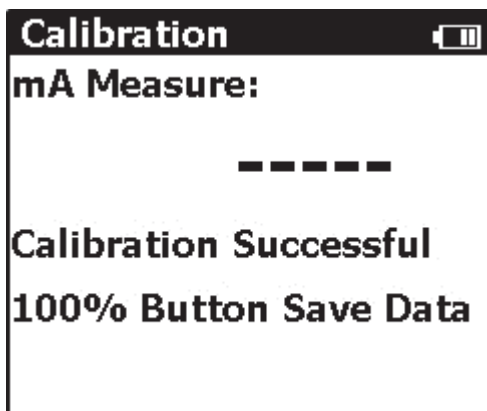 Calibration
mA Measure:
-----
Calibration Successful
100% Button Save Data